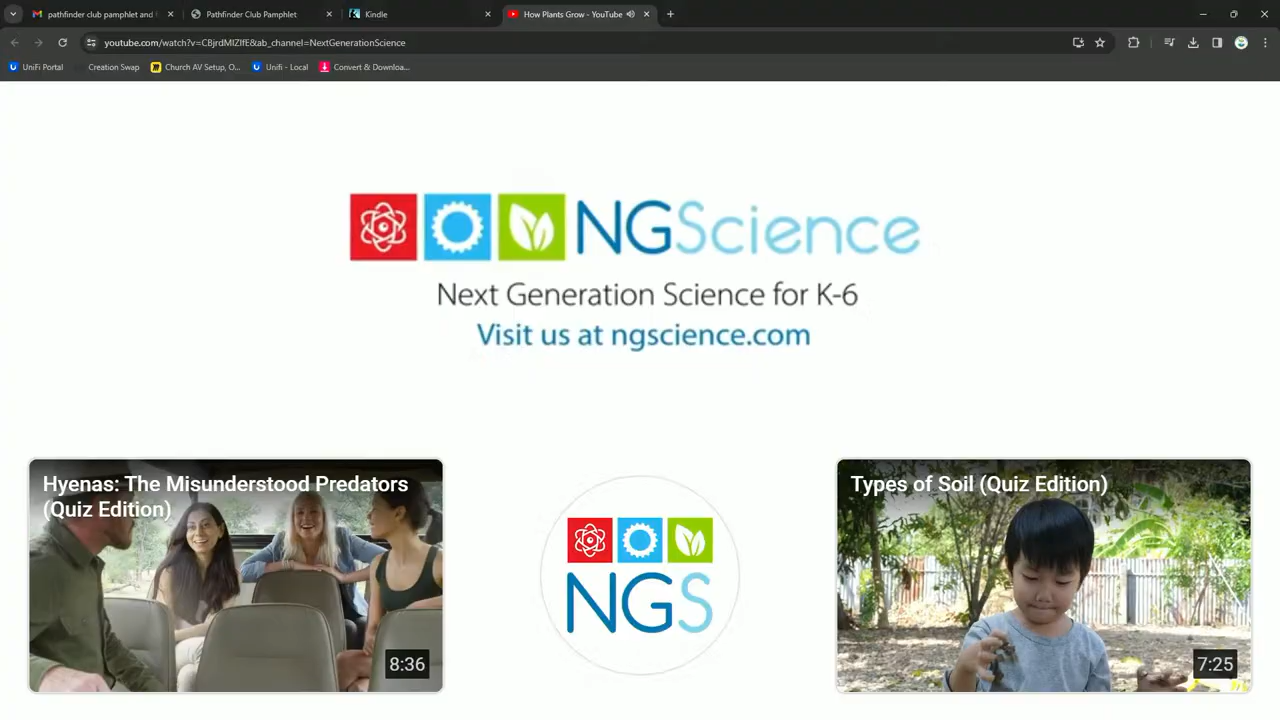 pathfinder club pamphlet and
Pathfinder Club Pamphlet
Kindle
How Plants Grow - YouTube
youtube.com/watch?v=CBjrdMIZIfE&ab_channel=NextGenerationScience
UniFi Portal
Creation Swap
Church AV Setup, O...
Unifi - Local
Convert & Downloa...
NGScience
Next Generation Science for K-6
Visit us at ngscience.com
Hyenas: The Misunderstood Predators
(Quiz Edition)
8:36
NGS
Types of Soil (Quiz Edition)
7:25